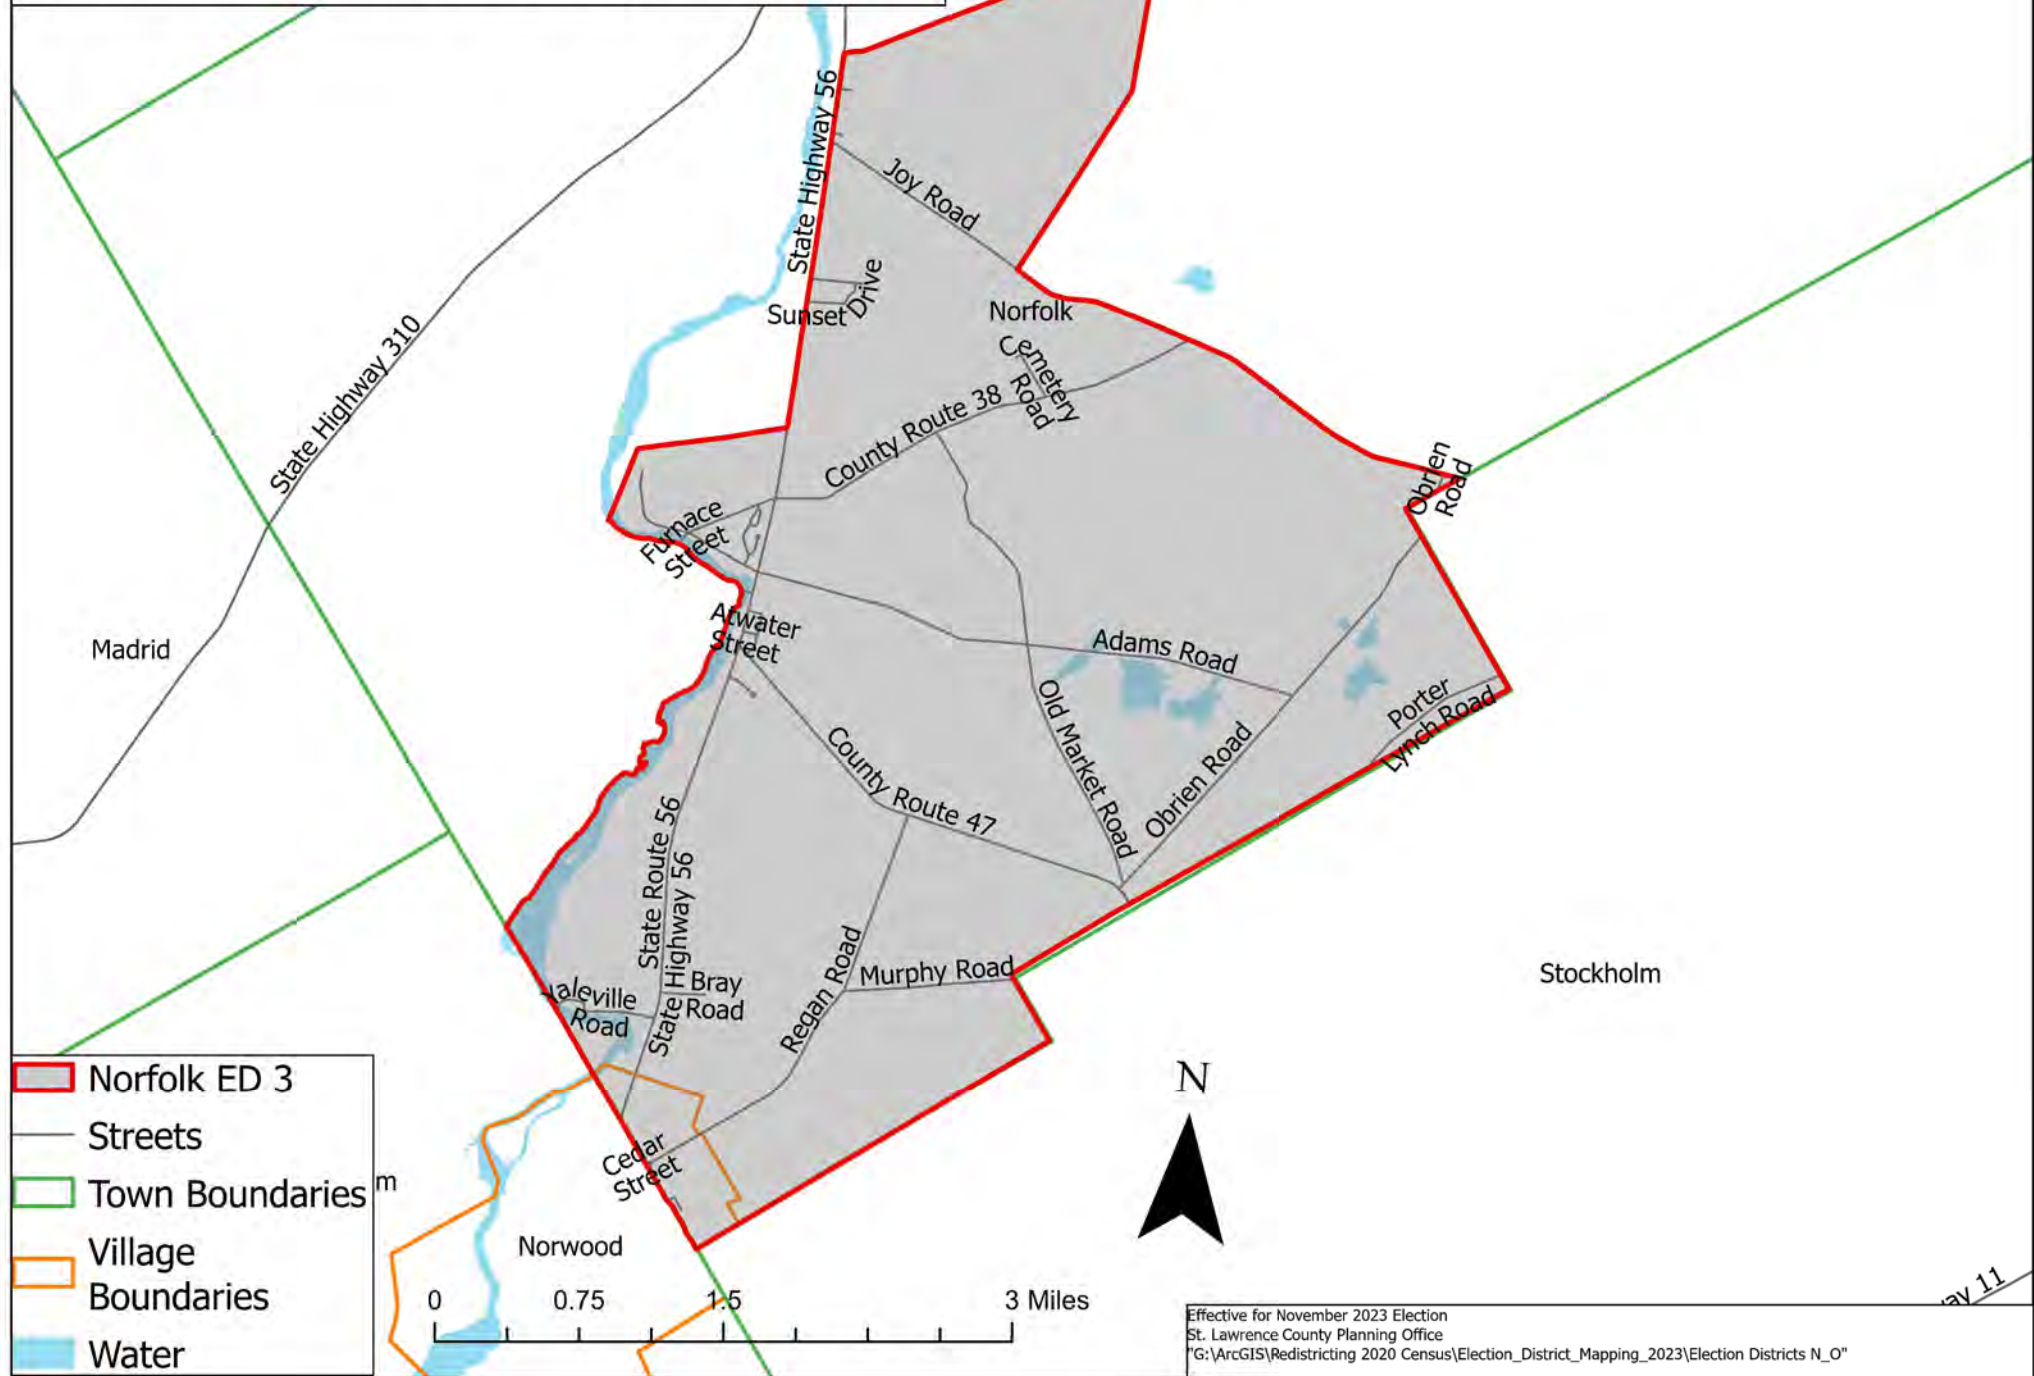 State Highway 56
Joy Road
Sunset
Drive
Norfolk
Cemetery
Road
State Highway 310
County Route 38
Obrien
Road
Furnace
Street
Atwater
Street
Madrid
Adams Road
Porter
Lynch Road
Old Market Road
Obrien Road
County Route 47
State Route 56
State Highway 56
Regan Road
Murphy Road
Stockholm
Yaleville
Road
Bray
Road
N
Cedar
Street
Norwood
Norfolk ED 3
Streets
Town Boundaries
m
Village
Boundaries
Water
0 0.75 1.5 3 Miles
ay 11
Effective for November 2023 Election
St. Lawrence County Planning Office
"G:\ArcGIS\Redistricting 2020 Census\Election_District_Mapping_2023\Election Districts N_O"